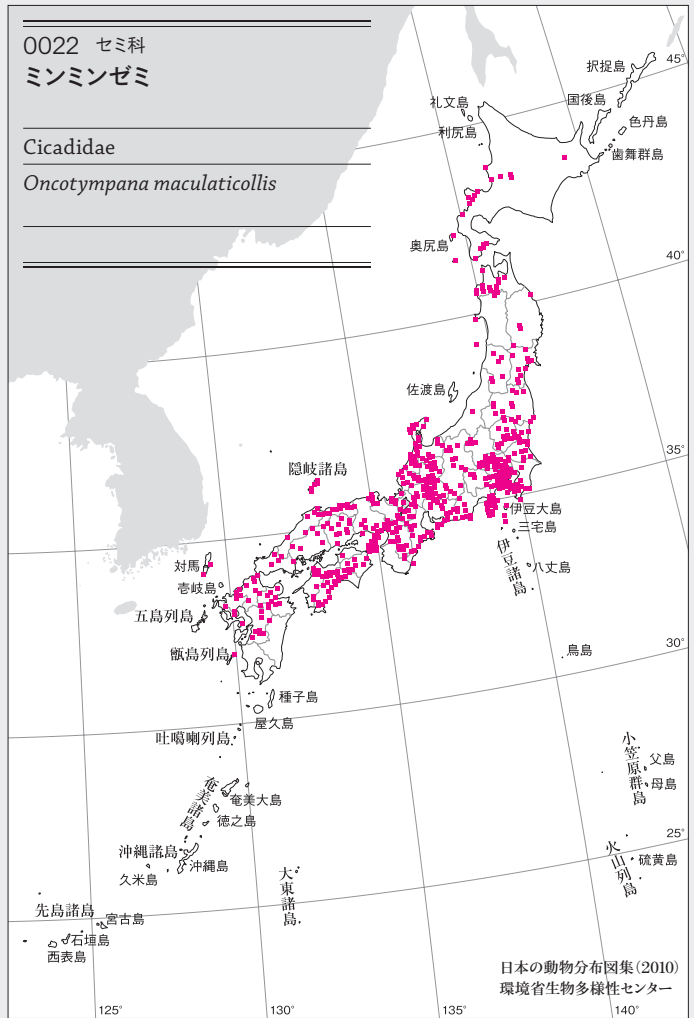 0022 セミ科
ミンミンゼミ
Cicadidae
Oncotympana maculaticollis
45°
択捉島
礼文島
国後島
色丹島
利尻島
歯舞群島
奥尻島
40°
佐渡島
35°
隠岐諸島
伊豆大島
三宅島
伊豆諸島
八丈島
対馬
壱岐島
五島列島
甑島列島
鳥島
30°
種子島
屋久島
吐噶喇列島
小笠原群島
父島
母島
奄美諸島
奄美大島
徳之島
25°
沖縄諸島
沖縄島
久米島
火山列島
硫黄島
大東諸島
先島諸島
宮古島
石垣島
西表島
日本の動物分布図集(2010)
環境省生物多様性センター
125°
130°
135°
140°